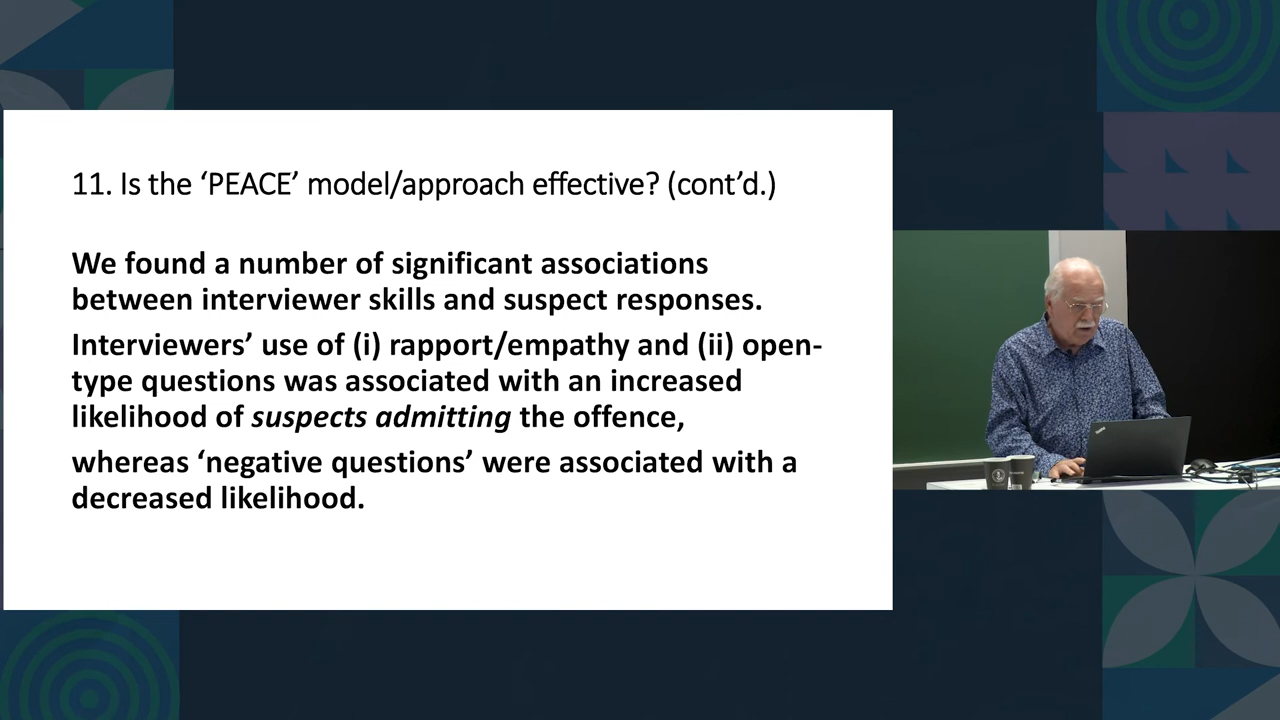 11. Is the ‘PEACE’ model/approach effective? (cont’d.)
We found a number of significant associations
between interviewer skills and suspect responses.
Interviewers’ use of (i) rapport/empathy and (ii) open-
type questions was associated with an increased
likelihood of suspects admitting the offence,
whereas ‘negative questions’ were associated with a
decreased likelihood.